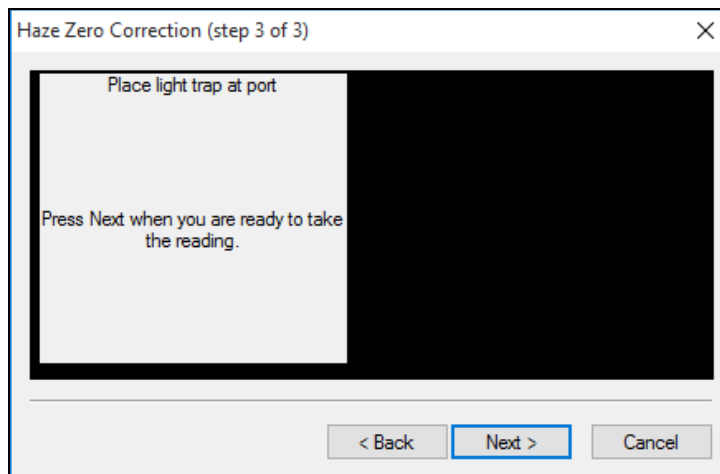 Haze Zero Correction (step 3 of 3)
Place light trap at port
Press Next when you are ready to take
the reading.
< Back
Next >
Cancel